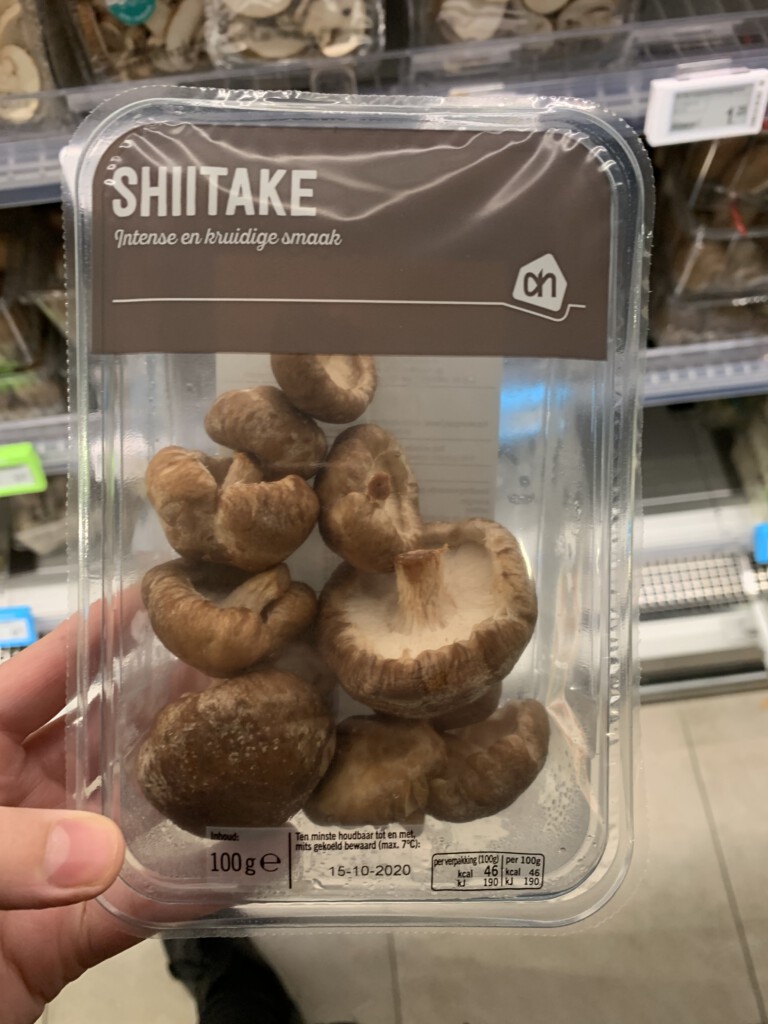 SHIITAKE
Intense en kruidige smaak
ah
Inhoud:
100 g e
Ten minste houdbaar tot en met,
mits gekoeld bewaard (max. 7°C):
15-10-2020
per verpakking (100g) per 100g
kcal 46 kcal 46
kJ 190 kJ 190